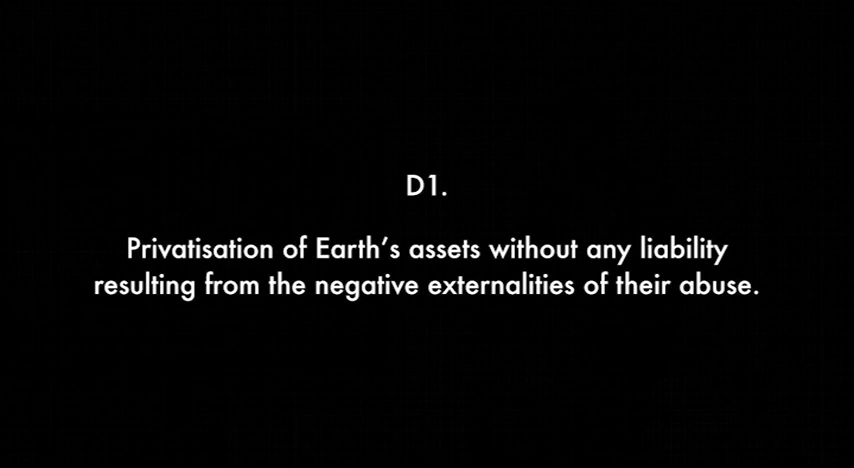 D1.
Privatisation of Earth's assets without any liability
resulting from the negative externalities of their abuse.